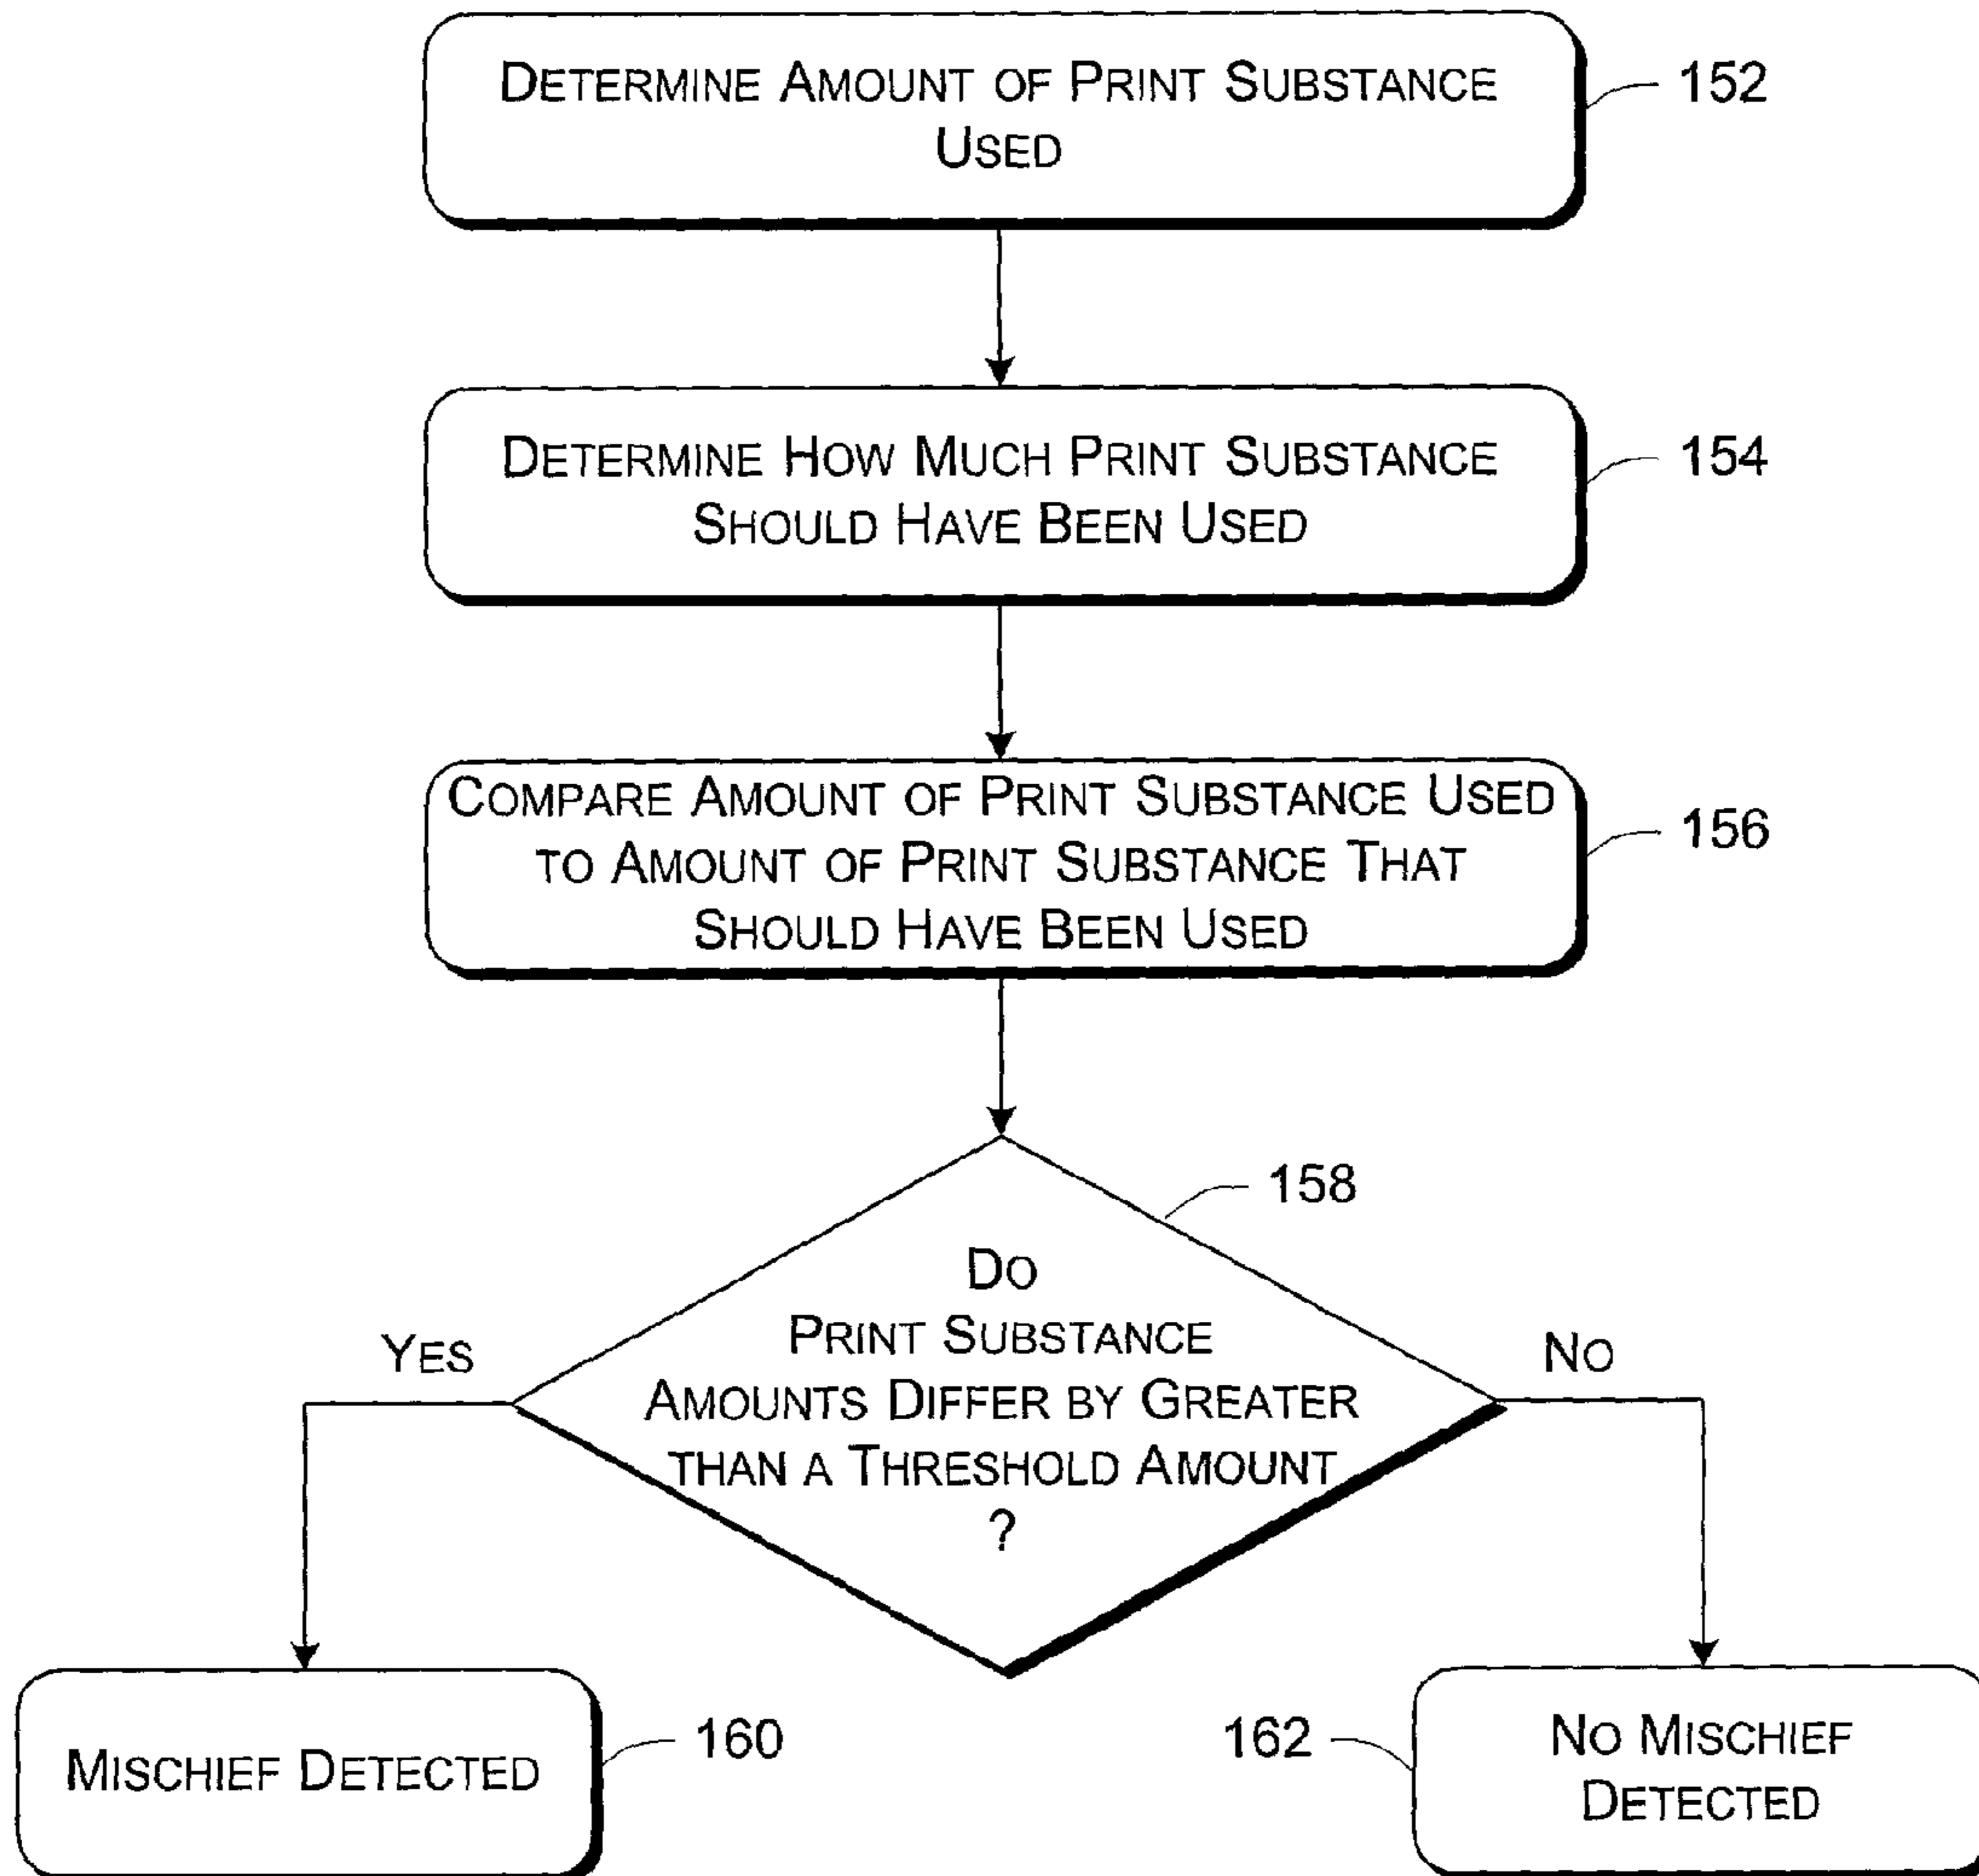 DETERMINE AMOUNT OF PRINT SUBSTANCE
USED
152
DETERMINE HOW MUCH PRINT SUBSTANCE
SHOULD HAVE BEEN USED
154
COMPARE AMOUNT OF PRINT SUBSTANCE USED
TO AMOUNT OF PRINT SUBSTANCE THAT
SHOULD HAVE BEEN USED
156
158
DO
PRINT SUBSTANCE
AMOUNTS DIFFER BY GREATER
THAN A THRESHOLD AMOUNT
?
YES
NO
MISCHIEF DETECTED
160
162
NO MISCHIEF
DETECTED